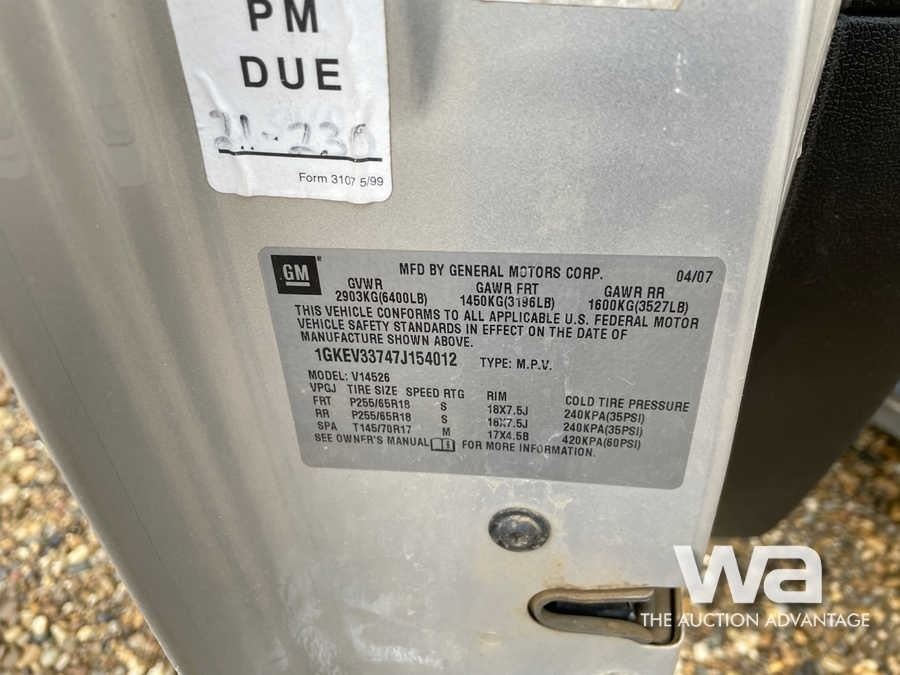 PM
DUE
21-236
Form 3107 5/99
GM
MFD BY GENERAL MOTORS CORP. 04/07
GVWR GAWR FRT GAWR RR
2903KG(6400LB) 1450KG(3196LB) 1600KG(3527LB)
THIS VEHICLE CONFORMS TO ALL APPLICABLE U.S. FEDERAL MOTOR
VEHICLE SAFETY STANDARDS IN EFFECT ON THE DATE OF
MANUFACTURE SHOWN ABOVE.
1GKEV33747J154012 TYPE: M.P.V.
MODEL: V14526
VPGJ TIRE SIZE SPEED RTG RIM COLD TIRE PRESSURE
FRT P255/65R18 S 18X7.5J 240KPA(35PSI)
RR P255/65R18 S 18X7.5J 240KPA(35PSI)
SPA T145/70R17 M 17X4.5B 420KPA(60PSI)
SEE OWNER'S MANUAL FOR MORE INFORMATION.
wa
THE AUCTION ADVANTAGE